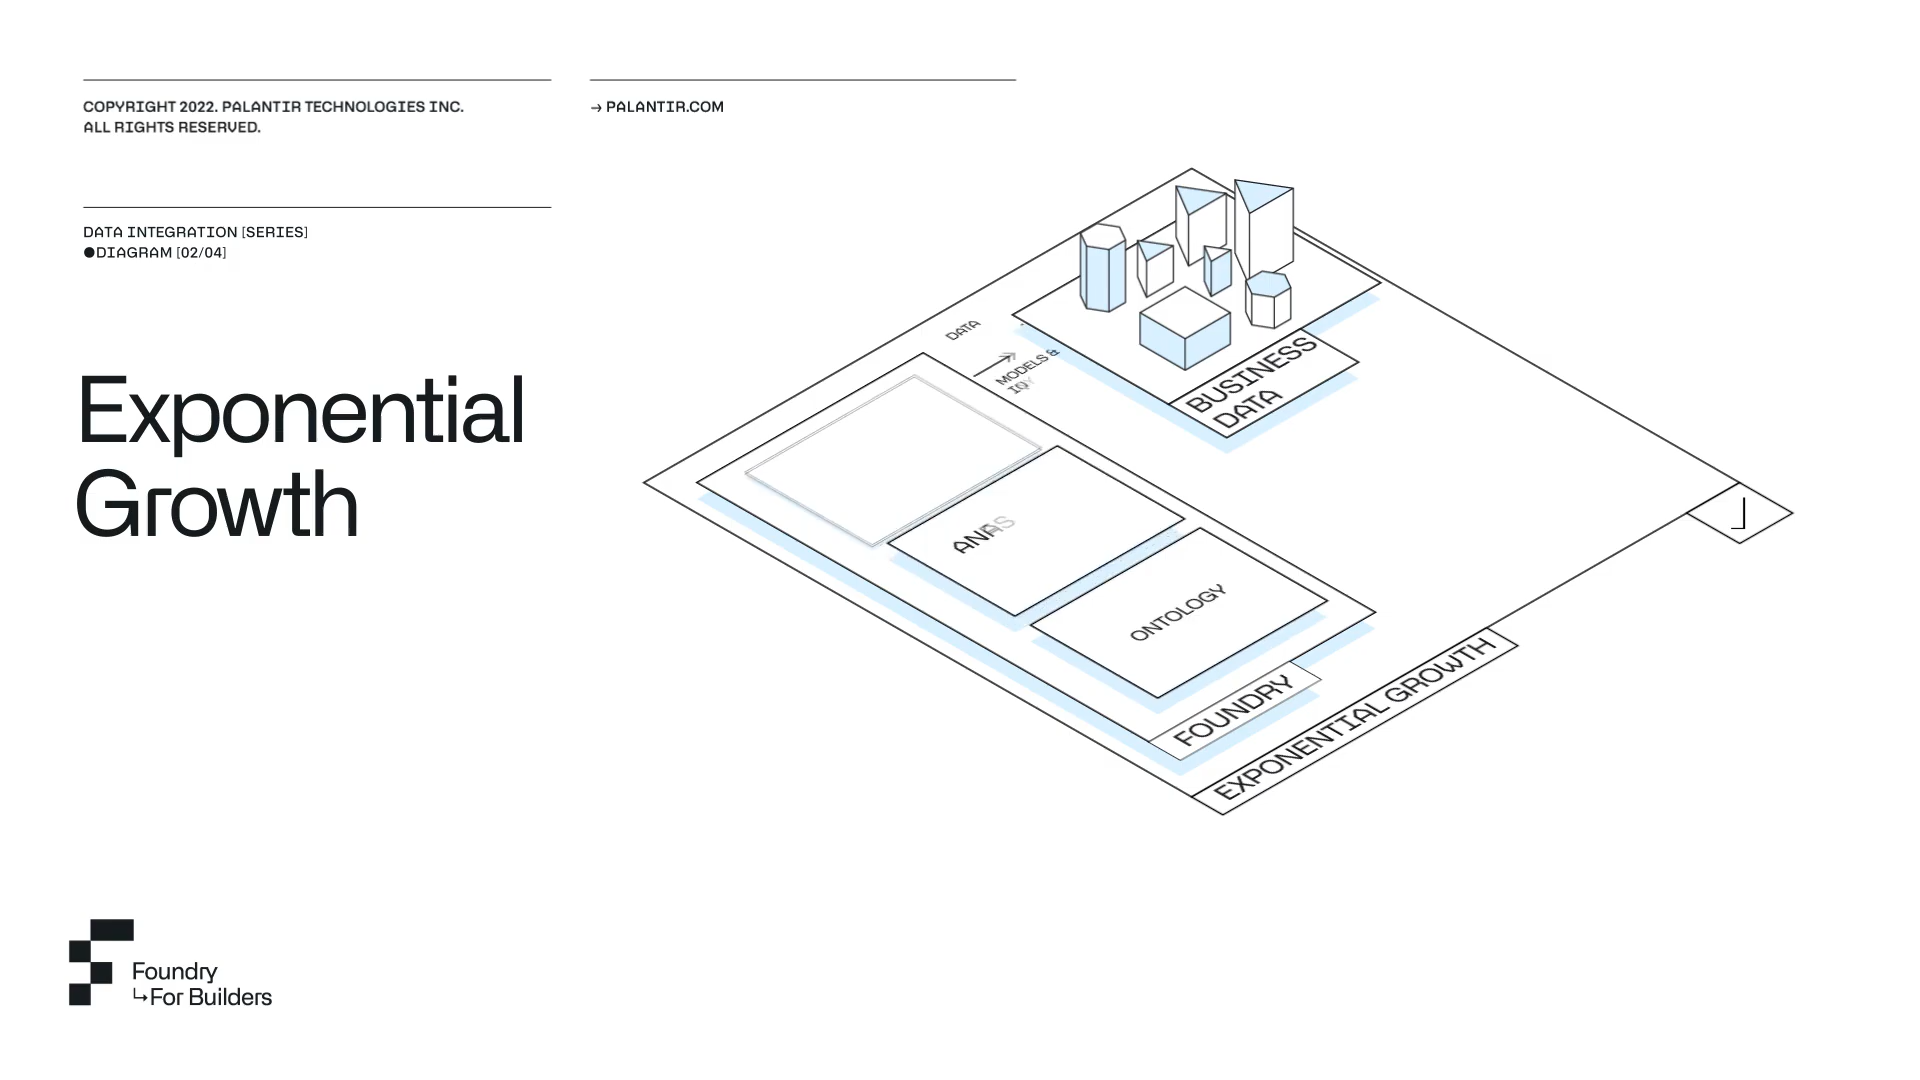 COPYRIGHT 2022. PALANTIR TECHNOLOGIES INC.
ALL RIGHTS RESERVED.
→ PALANTIR.COM
DATA INTEGRATION [SERIES]
●DIAGRAM [02/04]
Exponential
Growth
DATA
MODELS &
BUSINESS
DATA
ONTOLOGY
FOUNDRY
EXPONENTIAL GROWTH
Foundry
↳For Builders